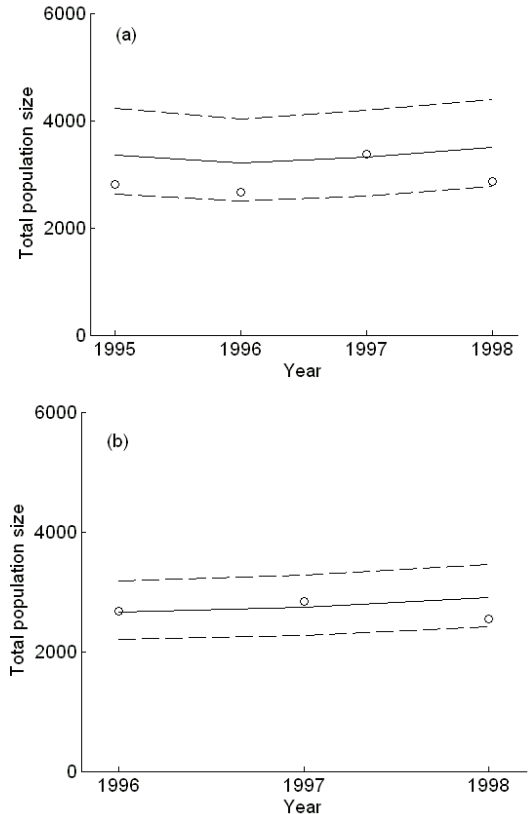 6000
(a)
4000
2000
0
Total population size
1995 1996 1997 1998
Year
6000
(b)
4000
2000
0
Total population size
1996 1997 1998
Year